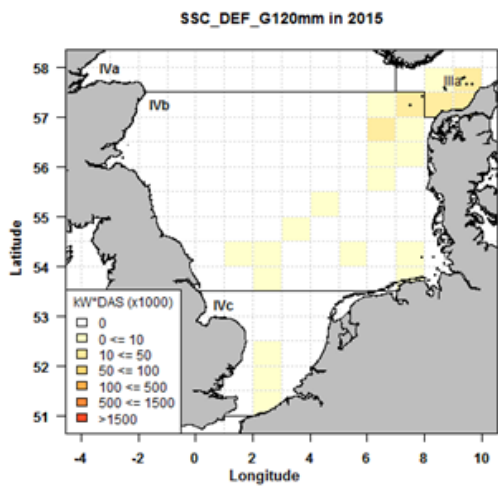 SSC_DEF_G120mm in 2015
58
57
56
55
54
53
52
51
Latitude
IVa
IIIa
IVb
IVc
kW*DAS (x1000)
0
0 <= 10
10 <= 50
50 <= 100
100 <= 500
500 <= 1500
>1500
-4 -2 0 2 4 6 8
Longitude